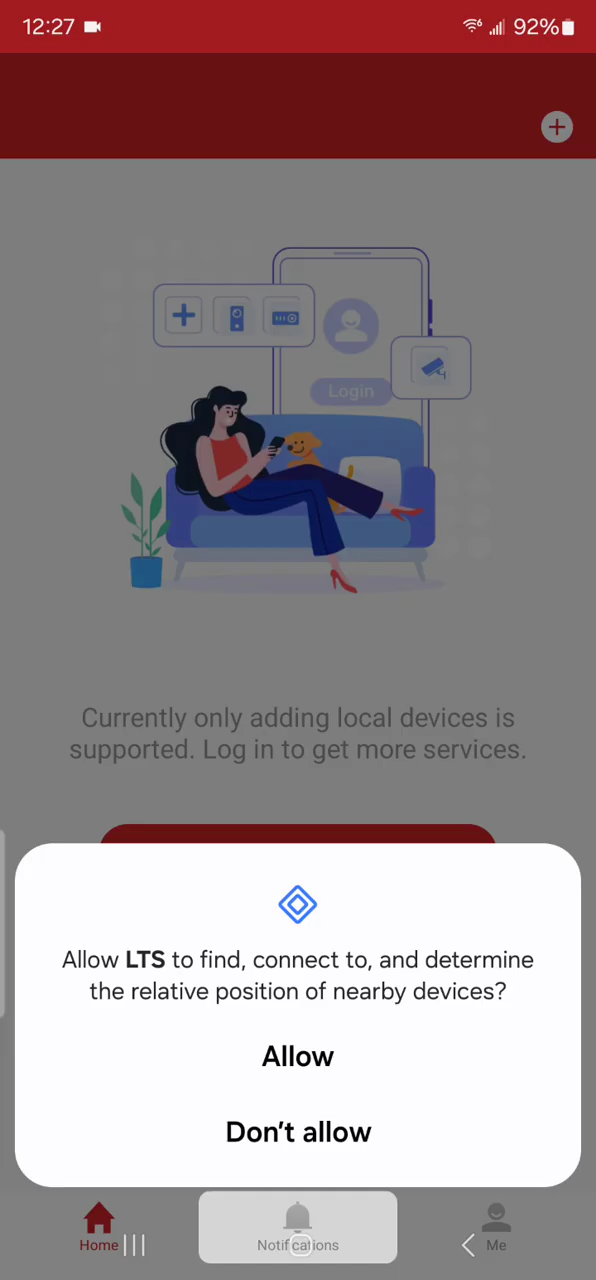 12:27
92%
Login
Currently only adding local devices is
supported. Log in to get more services.
Allow LTS to find, connect to, and determine
the relative position of nearby devices?
Allow
Don't allow
Home
Notifications
Me